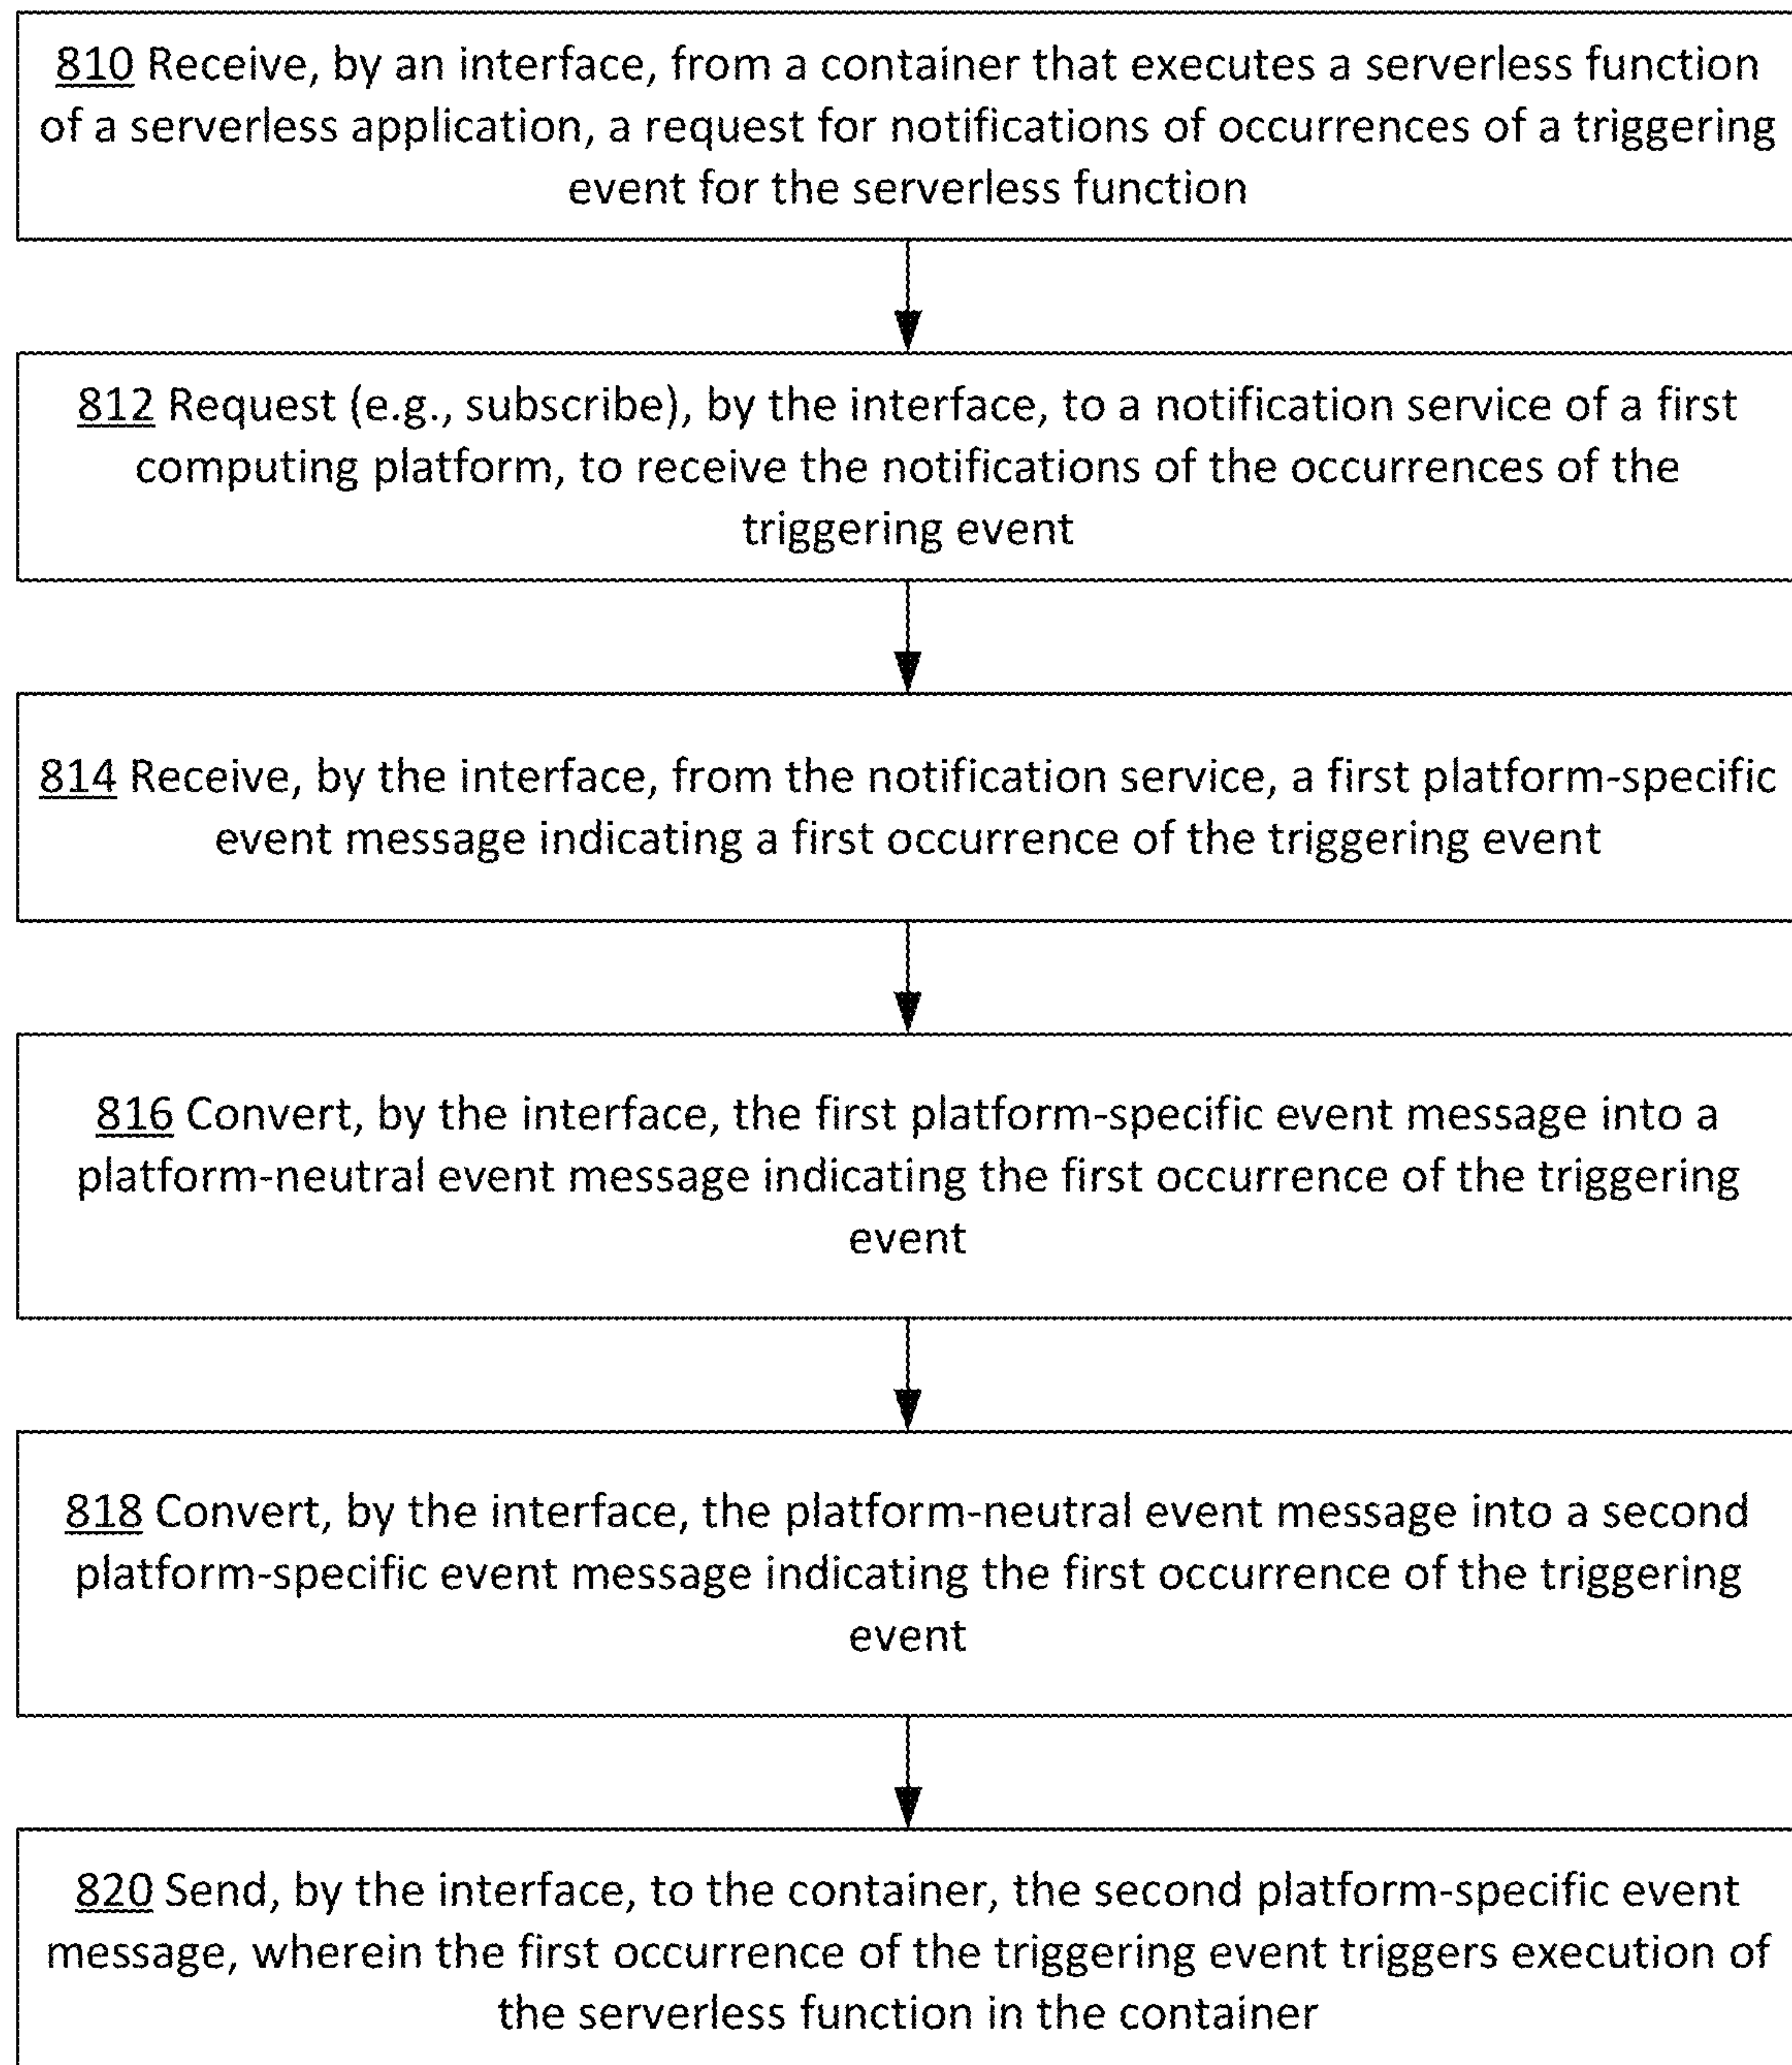 810 Receive, by an interface, from a container that executes a serverless function
of a serverless application, a request for notifications of occurrences of a triggering
event for the serverless function
812 Request (e.g., subscribe), by the interface, to a notification service of a first
computing platform, to receive the notifications of the occurrences of the
triggering event
814 Receive, by the interface, from the notification service, a first platform-specific
event message indicating a first occurrence of the triggering event
816 Convert, by the interface, the first platform-specific event message into a
platform-neutral event message indicating the first occurrence of the triggering
event
818 Convert, by the interface, the platform-neutral event message into a second
platform-specific event message indicating the first occurrence of the triggering
event
820 Send, by the interface, to the container, the second platform-specific event
message, wherein the first occurrence of the triggering event triggers execution of
the serverless function in the container